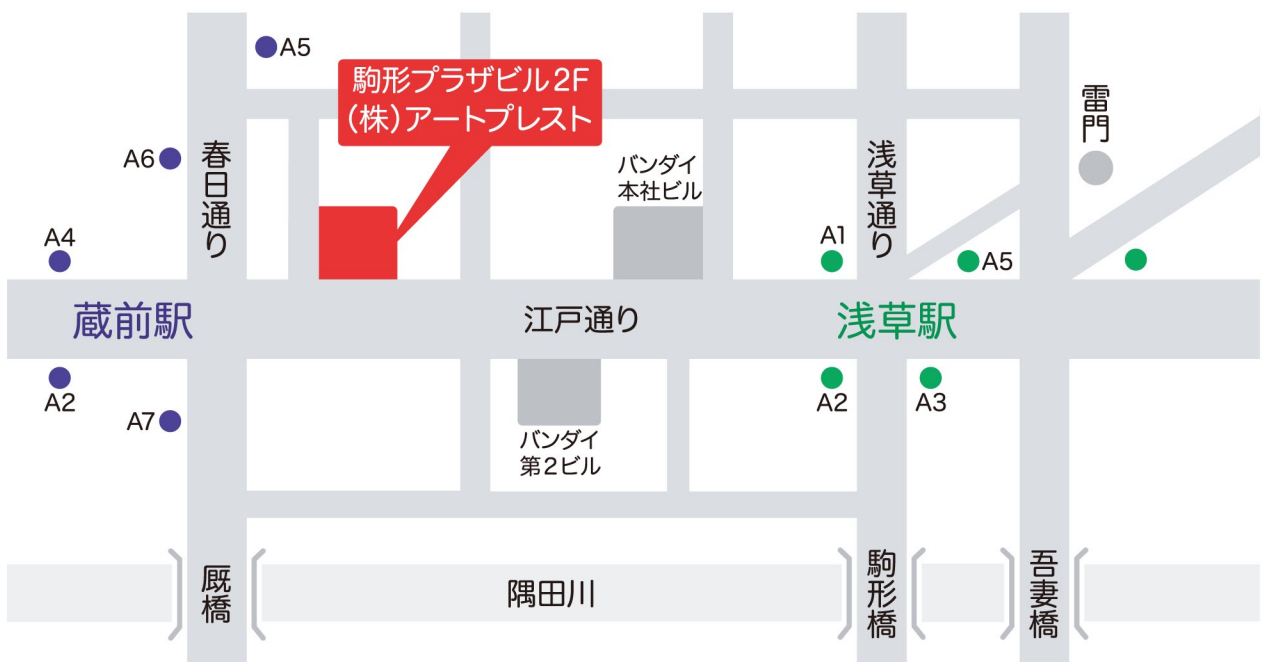 A5
駒形プラザビル2F
(株)アートプレスト
雷門
A6
春日通り
バンダイ
本社ビル
浅草通り
A4
A1
A5
蔵前駅
江戸通り
浅草駅
A2
A7
バンダイ
第2ビル
A2
A3
厩橋
隅田川
駒形橋
吾妻橋